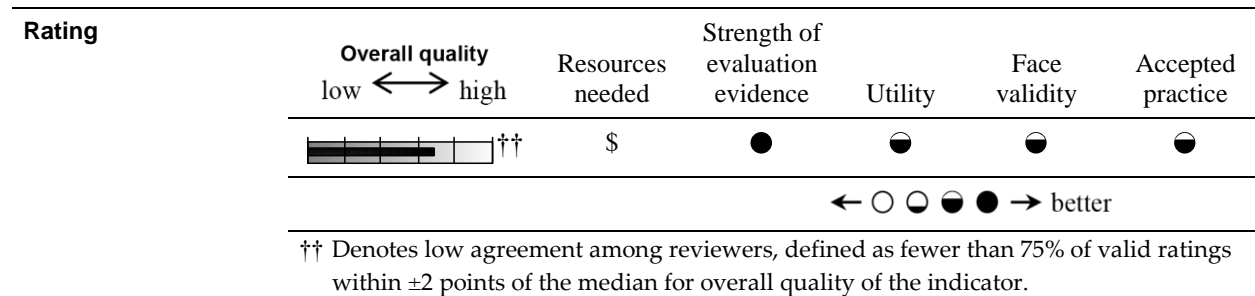 Rating
Overall quality
low ⟷ high
Resources needed
Strength of evaluation evidence
Utility
Face validity
Accepted practice
††
$ ● ◒ ◒ ◒
← ○ ◒ ● → better
†† Denotes low agreement among reviewers, defined as fewer than 75% of valid ratings
within ±2 points of the median for overall quality of the indicator.